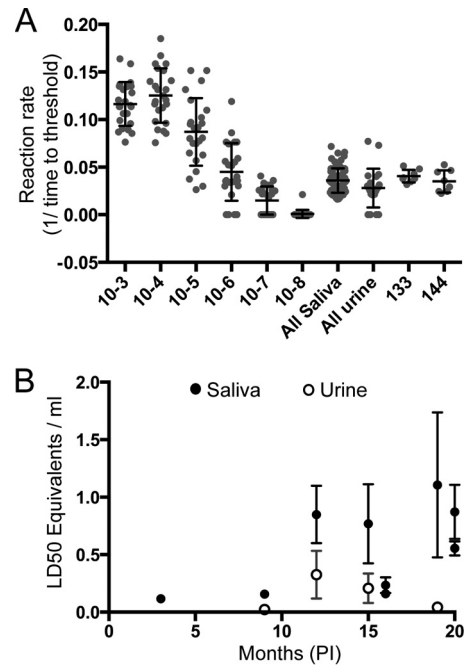 A
Reaction rate
(1/ time to threshold)
0.20
0.15
0.10
0.05
0.00
-0.05
10-3
10-4
10-5
10-6
10-7
10-8
All Saliva
All urine
133
144
B
Saliva
Urine
LD50 Equivalents / ml
2.0
1.5
1.0
0.5
0.0
0
5
10
15
20
Months (PI)